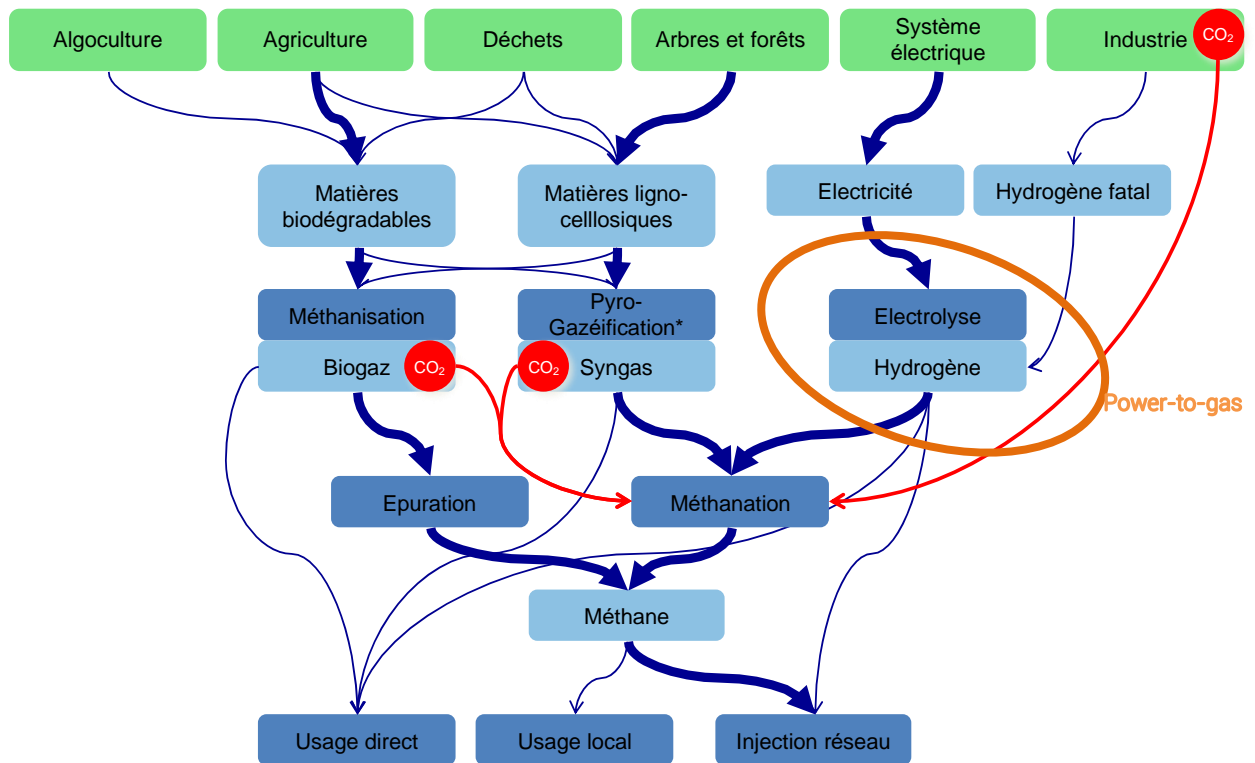 Algoculture
Agriculture
Déchets
Arbres et forêts
Système
électrique
Industrie
CO₂
Matières
biodégradables
Matières ligno-
celllosiques
Electricité
Hydrogène fatal
Méthanisation
Pyro-
Gazéification*
Electrolyse
Biogaz
CO₂
CO₂
Syngas
Hydrogène
Power-to-gas
Epuration
Méthanation
Méthane
Usage direct
Usage local
Injection réseau